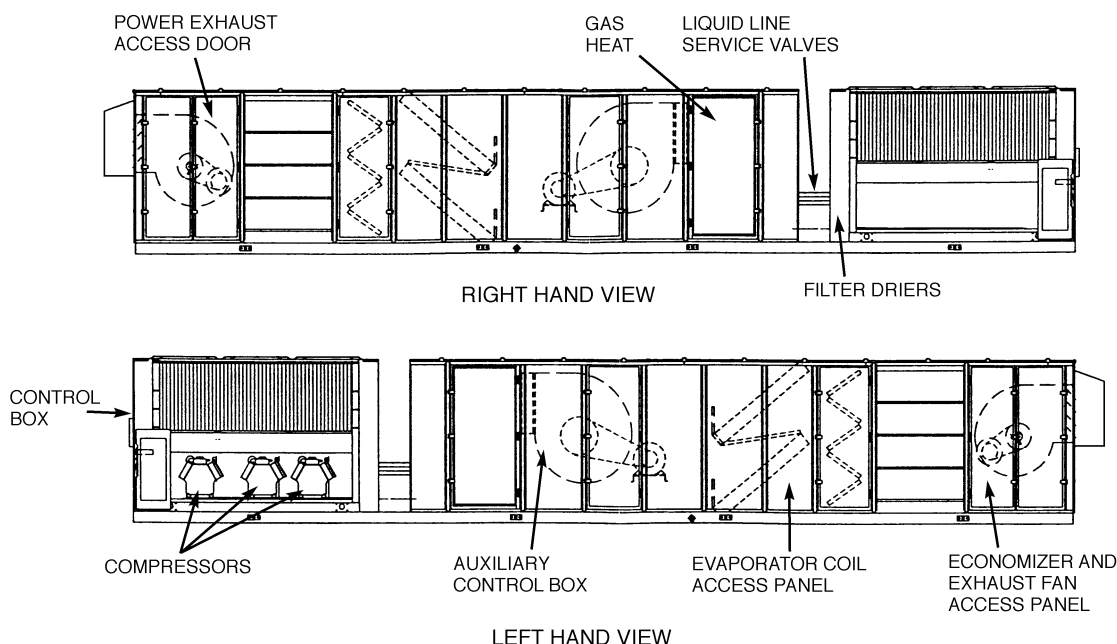 POWER EXHAUST
ACCESS DOOR
GAS
HEAT
LIQUID LINE
SERVICE VALVES
RIGHT HAND VIEW
FILTER DRIERS
CONTROL
BOX
COMPRESSORS
AUXILIARY
CONTROL BOX
EVAPORATOR COIL
ACCESS PANEL
ECONOMIZER AND
EXHAUST FAN
ACCESS PANEL
LEFT HAND VIEW